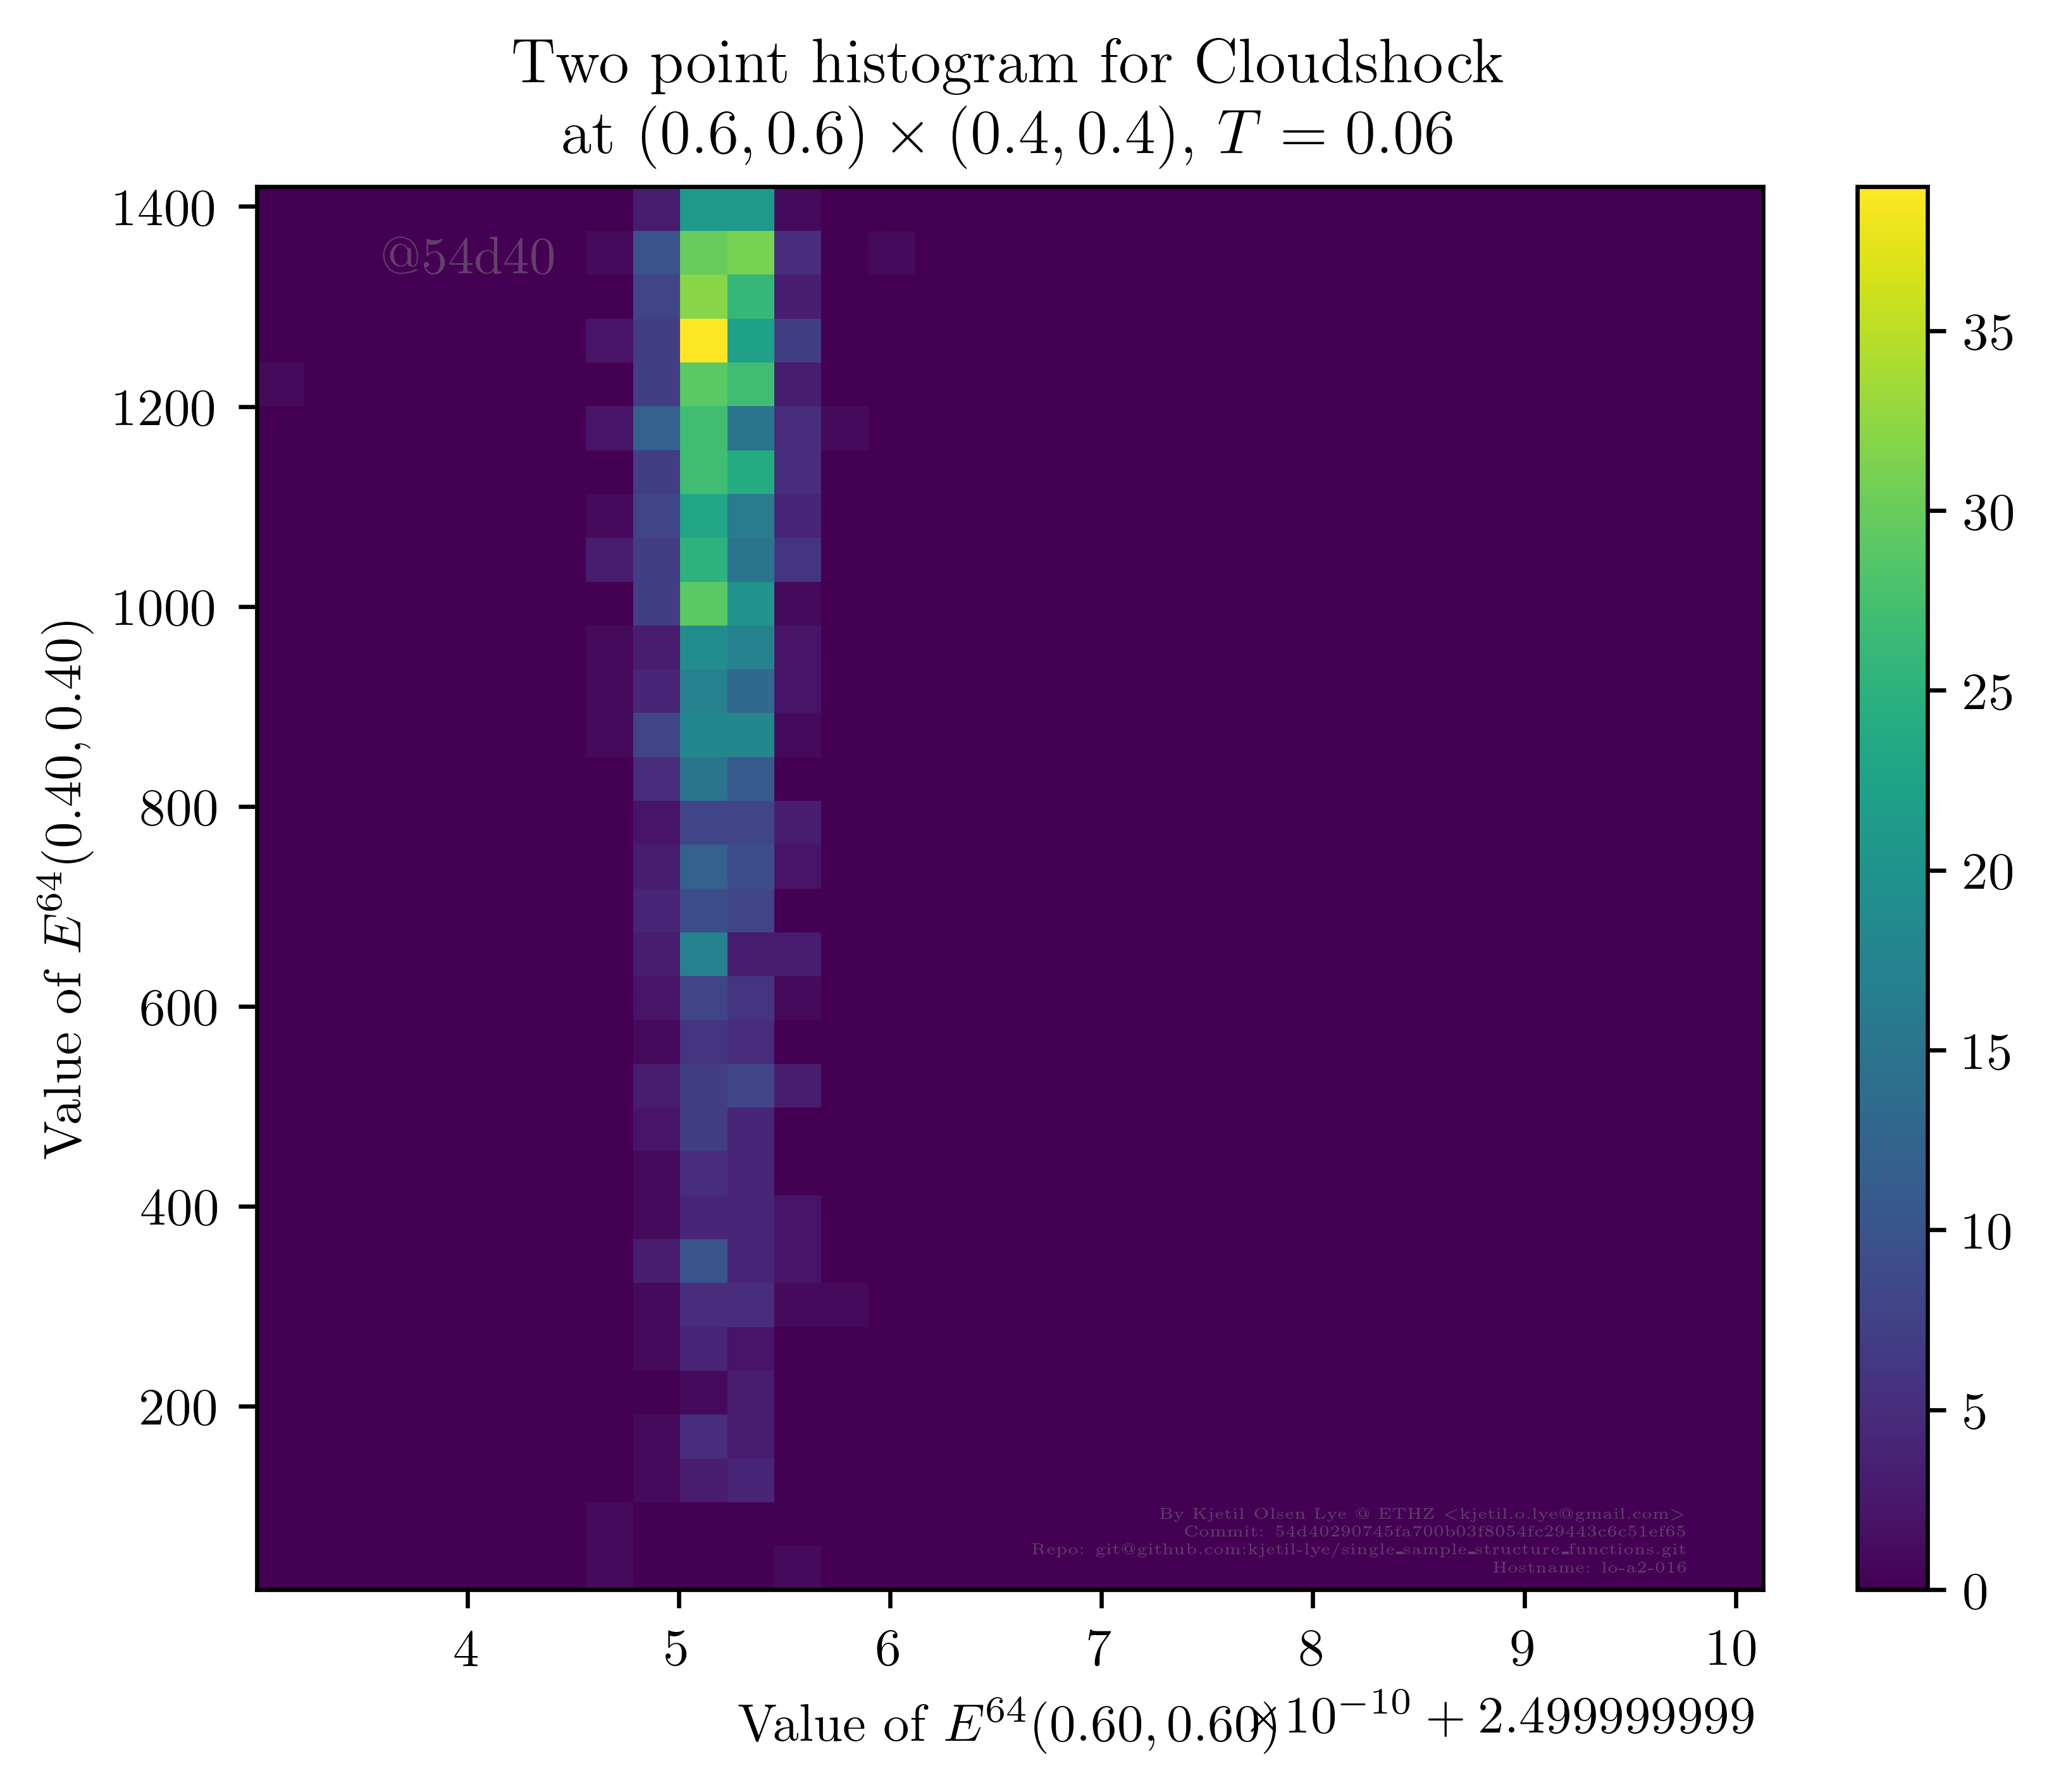 Two point histogram for Cloudshock
at (0.6, 0.6) × (0.4, 0.4), T = 0.06
@54d40
1400
1200
1000
800
600
400
200
Value of E^64(0.40, 0.40)
4 5 6 7 8 9 10
Value of E^64(0.60, 0.60)
×10^−10 + 2.499999999
35
30
25
20
15
10
5
0
By Kjetil Olsen Lye @ ETHZ <kjetil.o.lye@gmail.com>
Commit: 54d40290745fa700b03f8054fc29443c6c51ef65
Repo: git@github.com:kjetil-lye/single_sample_structure_functions.git
Hostname: lo-a2-016